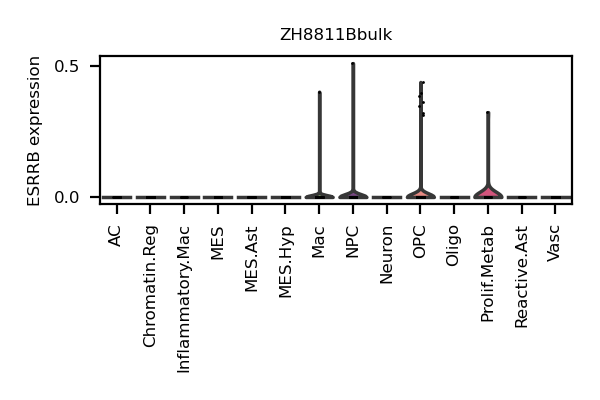 ZH8811Bbulk
ESRRB expression
0.5
0.0
AC
Chromatin.Reg
Inflammatory.Mac
MES
MES.Ast
MES.Hyp
Mac
NPC
Neuron
OPC
Oligo
Prolif.Metab
Reactive.Ast
Vasc